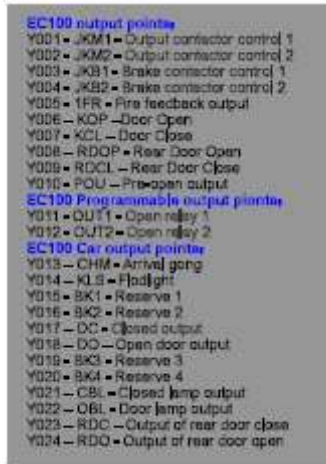 EC100 output pointer
Y001 - JKM1 - Output contactor control 1
Y002 - JKM2 - Output contactor control 2
Y003 - JKB1 - Brake contactor control 1
Y004 - JKB2 - Brake contactor control 2
Y005 - 1FR - Fire feedback output
Y006 - KOP - Door Open
Y007 - KCL - Door Close
Y008 - RDOP - Rear Door Open
Y009 - RDCL - Rear Door Close
Y010 - POU - Pre-open output
EC100 Programmable output pionter
Y011 - OUT1 - Open relay 1
Y012 - OUT2 - Open relay 2
EC100 Car output pointer
Y013 - CHM - Arrival gong
Y014 - KLS - Flodlight
Y015 - BK1 - Reserve 1
Y016 - BK2 - Reserve 2
Y017 - DC - Closed output
Y018 - DO - Open door output
Y019 - BK3 - Reserve 3
Y020 - BK4 - Reserve 4
Y021 - CBL - Closed lamp output
Y022 - OBL - Door lamp output
Y023 - RDC - Output of rear door close
Y024 - RDO - Output of rear door open